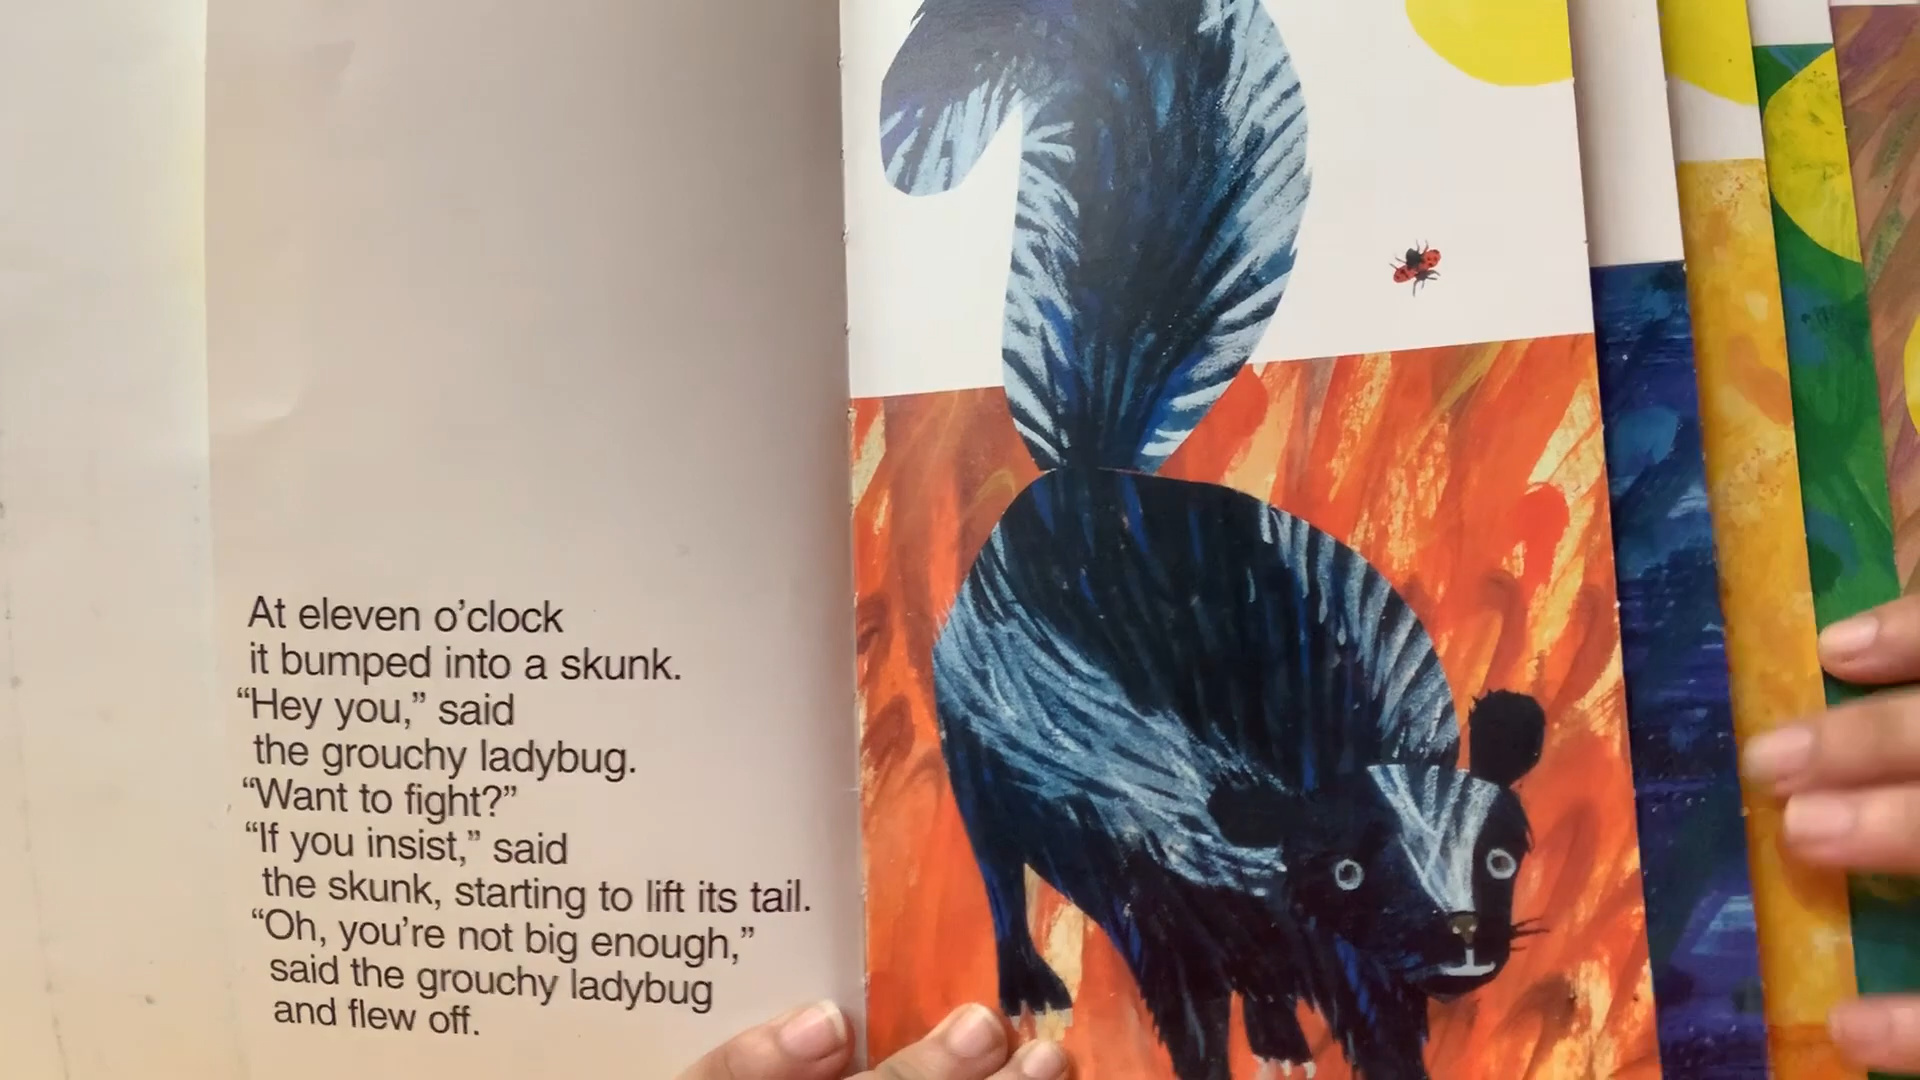 At eleven o’clock
it bumped into a skunk.
“Hey you,” said
the grouchy ladybug.
“Want to fight?”
“If you insist,” said
the skunk, starting to lift its tail.
“Oh, you’re not big enough,”
said the grouchy ladybug
and flew off.